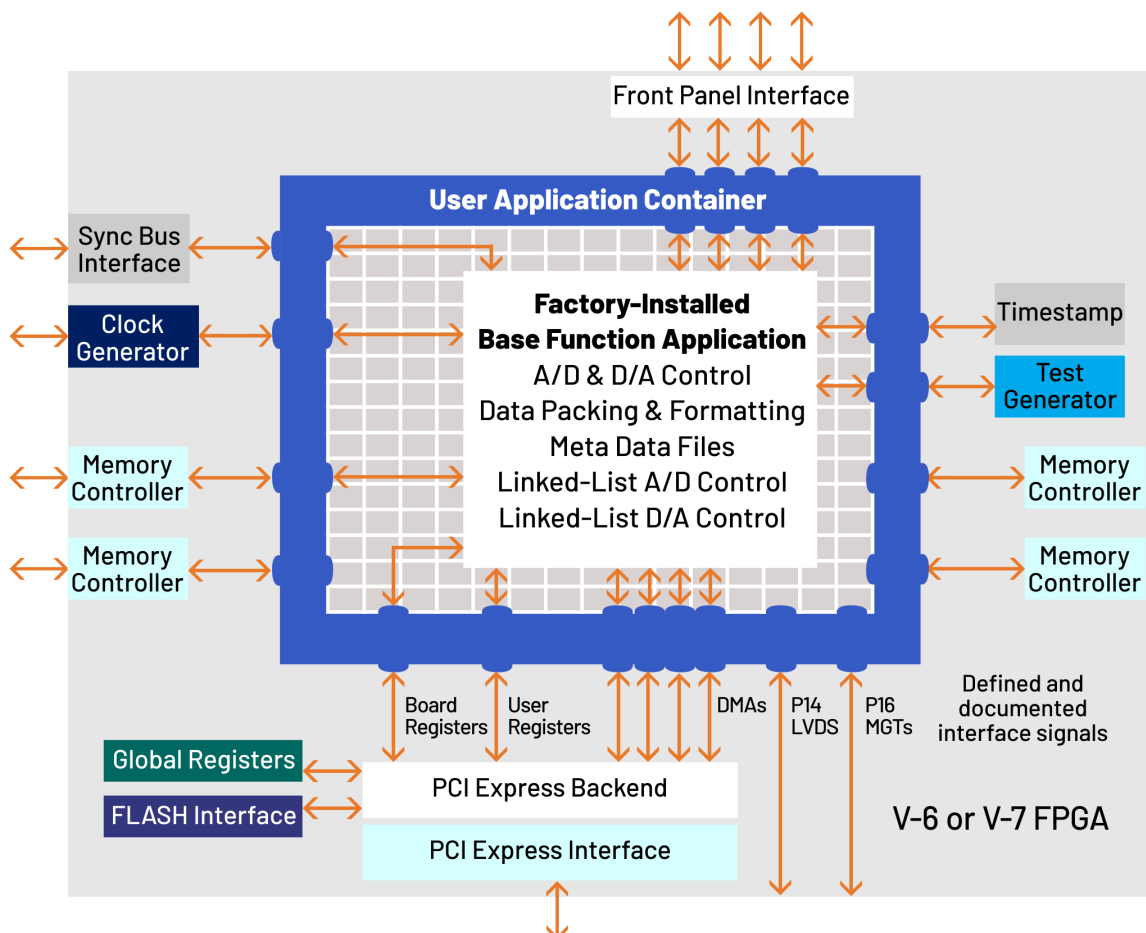 Front Panel Interface
User Application Container
Sync Bus
Interface
Clock
Generator
Memory
Controller
Memory
Controller
Factory-Installed
Base Function Application
A/D & D/A Control
Data Packing & Formatting
Meta Data Files
Linked-List A/D Control
Linked-List D/A Control
Timestamp
Test
Generator
Memory
Controller
Memory
Controller
Board
Registers
User
Registers
DMAs
P14
LVDS
P16
MGTs
Defined and
documented
interface signals
Global Registers
FLASH Interface
PCI Express Backend
PCI Express Interface
V-6 or V-7 FPGA